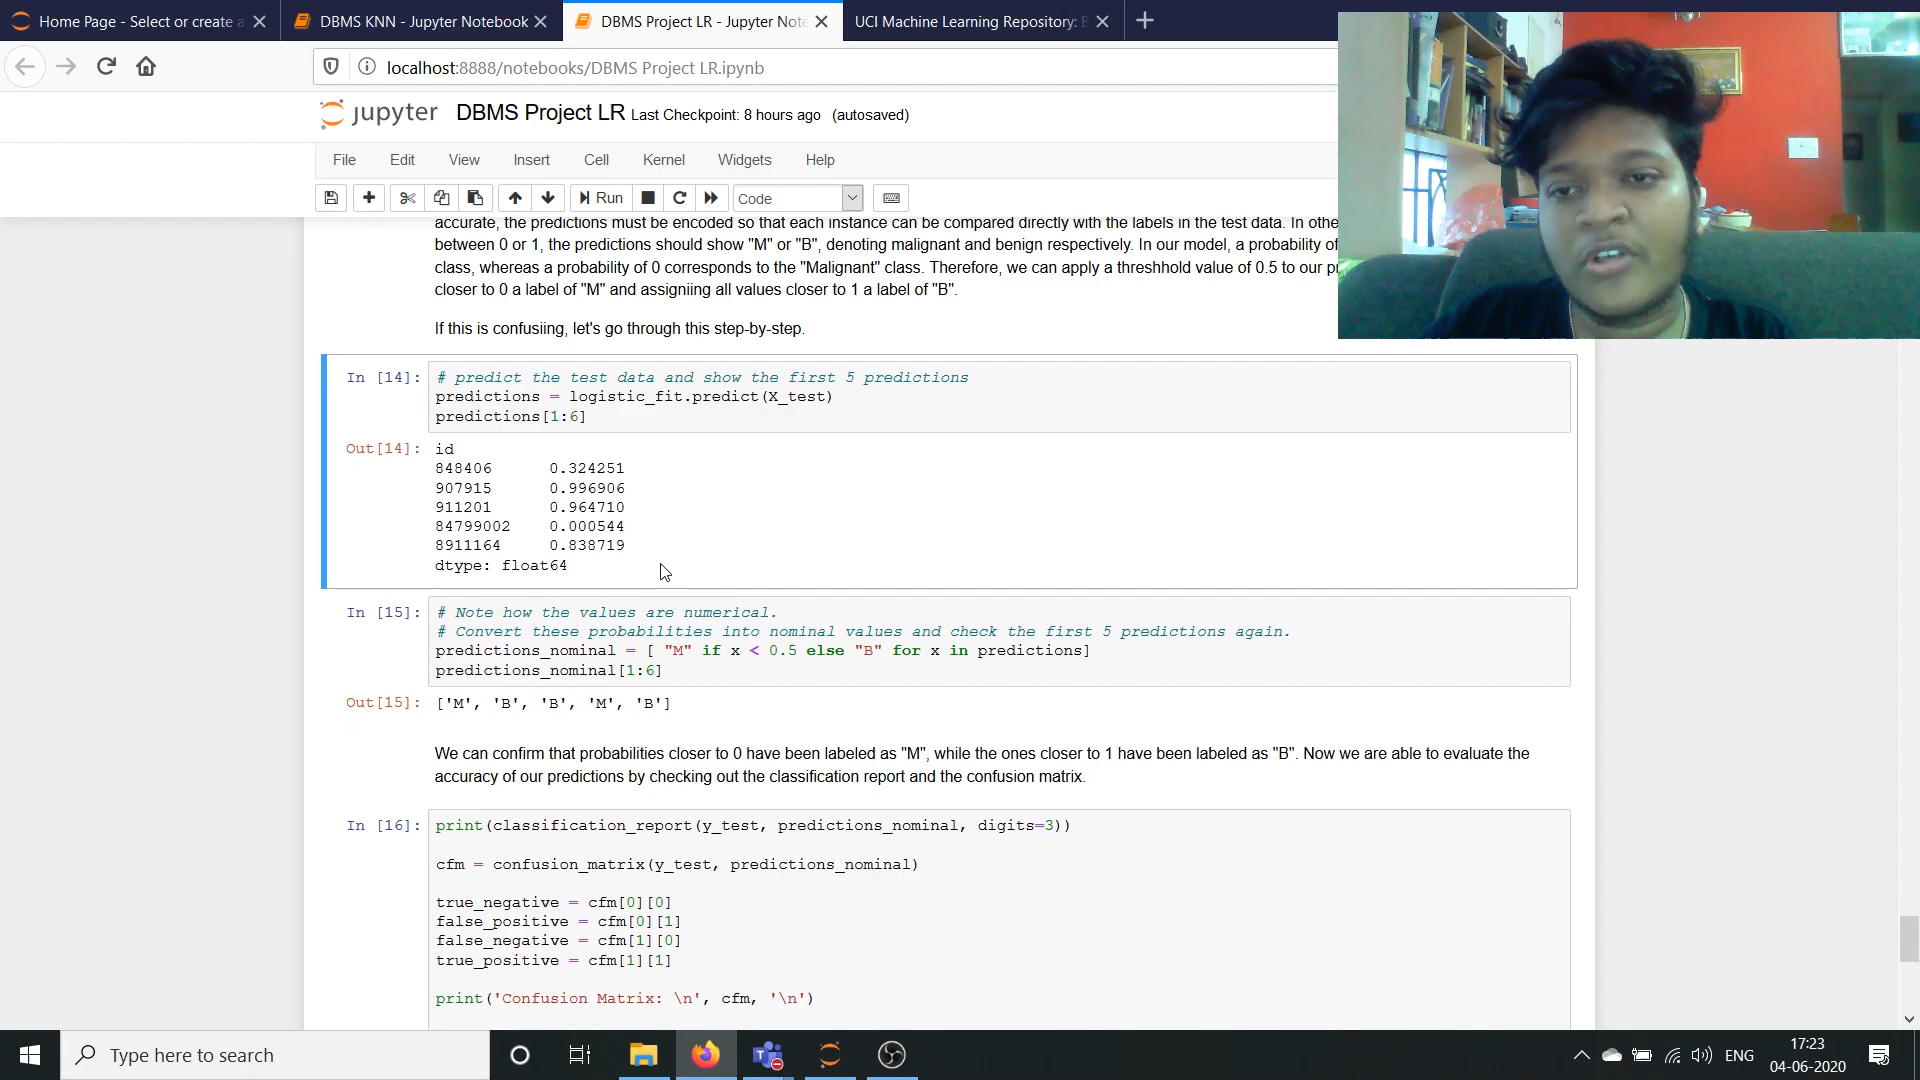 Home Page - Select or create a
DBMS KNN - Jupyter Notebook
DBMS Project LR - Jupyter Note
UCI Machine Learning Repository: B
localhost:8888/notebooks/DBMS Project LR.ipynb
jupyter DBMS Project LR Last Checkpoint: 8 hours ago (autosaved)
File Edit View Insert Cell Kernel Widgets Help
Run Code
accurate, the predictions must be encoded so that each instance can be compared directly with the labels in the test data. In othe
between 0 or 1, the predictions should show "M" or "B", denoting malignant and benign respectively. In our model, a probability of
class, whereas a probability of 0 corresponds to the "Malignant" class. Therefore, we can apply a threshhold value of 0.5 to our p
closer to 0 a label of "M" and assigniing all values closer to 1 a label of "B".
If this is confusiing, let's go through this step-by-step.
In [14]: # predict the test data and show the first 5 predictions
predictions = logistic_fit.predict(X_test)
predictions[1:6]
Out[14]: id
848406 0.324251
907915 0.996906
911201 0.964710
84799002 0.000544
8911164 0.838719
dtype: float64
In [15]: # Note how the values are numerical.
# Convert these probabilities into nominal values and check the first 5 predictions again.
predictions_nominal = [ "M" if x < 0.5 else "B" for x in predictions]
predictions_nominal[1:6]
Out[15]: ['M', 'B', 'B', 'M', 'B']
We can confirm that probabilities closer to 0 have been labeled as "M", while the ones closer to 1 have been labeled as "B". Now we are able to evaluate the
accuracy of our predictions by checking out the classification report and the confusion matrix.
In [16]: print(classification_report(y_test, predictions_nominal, digits=3))
cfm = confusion_matrix(y_test, predictions_nominal)
true_negative = cfm[0][0]
false_positive = cfm[0][1]
false_negative = cfm[1][0]
true_positive = cfm[1][1]
print('Confusion Matrix: \n', cfm, '\n')
Type here to search
ENG
17:23
04-06-2020